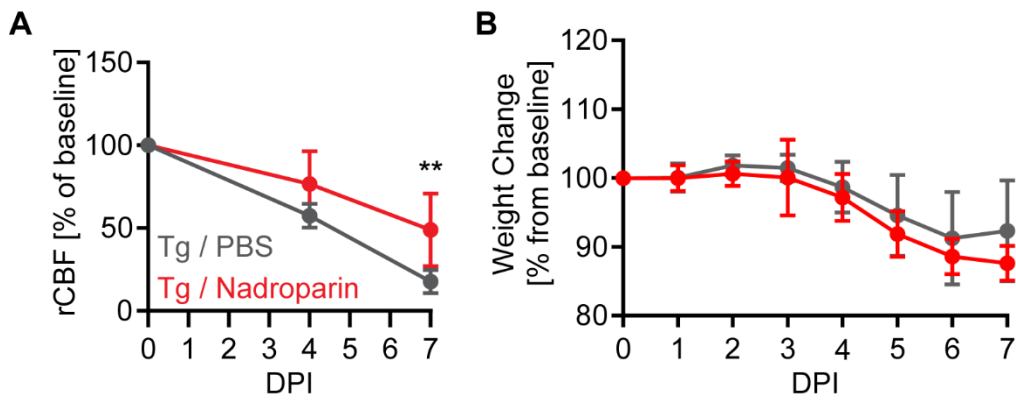 A
rCBF [% of baseline]
150
100
50
0
**
Tg / PBS
Tg / Nadroparin
0 1 2 3 4 5 6 7
DPI
B
Weight Change
[% from baseline]
120
110
100
90
80
0 1 2 3 4 5 6 7
DPI